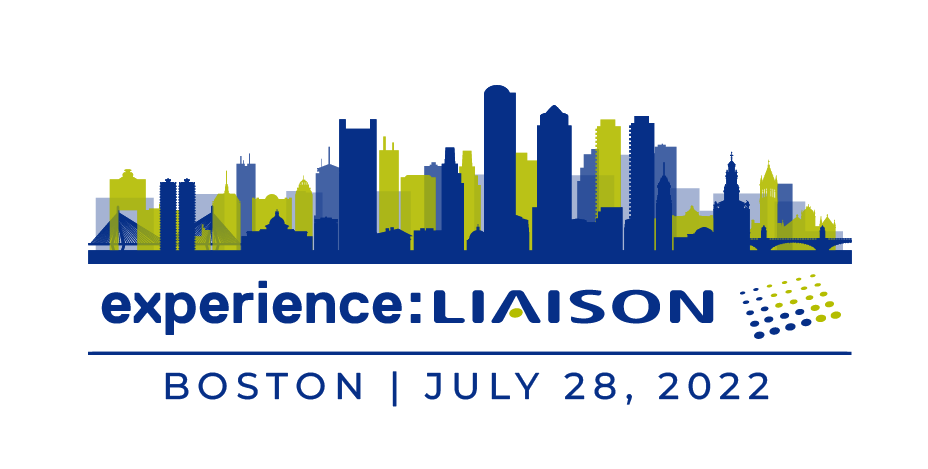 experience:LIAISON
BOSTON | JULY 28, 2022